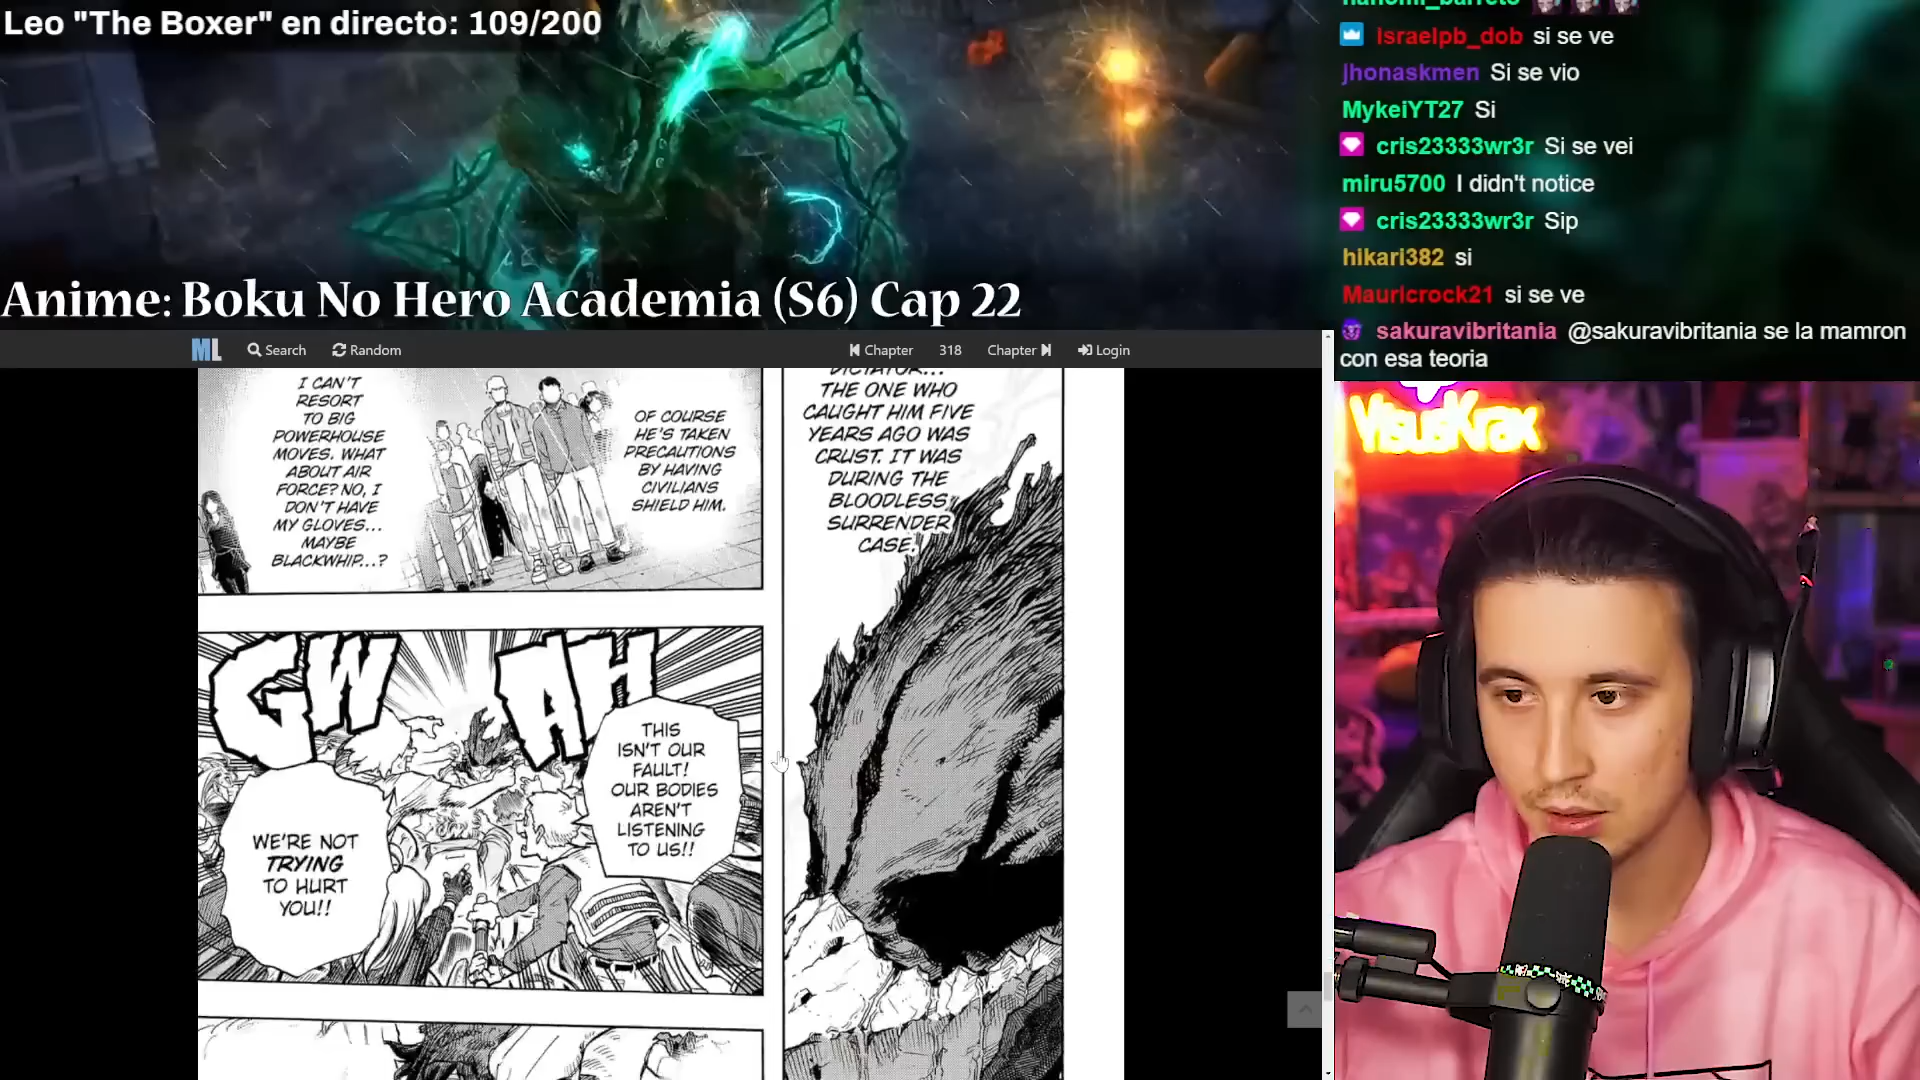 Leo "The Boxer" en directo: 109/200
Anime: Boku No Hero Academia (S6) Cap 22
ML
Search
Random
Chapter
318
Chapter
Login
I CAN'T
RESORT
TO BIG
POWERHOUSE
MOVES. WHAT
ABOUT AIR
FORCE? NO, I
DON'T HAVE
MY GLOVES...
MAYBE
BLACKWHIP...?
OF COURSE
HE'S TAKEN
PRECAUTIONS
BY HAVING
CIVILIANS
SHIELD HIM.
DICTATOR...
THE ONE WHO
CAUGHT HIM FIVE
YEARS AGO WAS
CRUST. IT WAS
DURING THE
BLOODLESS
SURRENDER
CASE.
GWAH
THIS
ISN'T OUR
FAULT!
OUR BODIES
AREN'T
LISTENING
TO US!!
WE'RE NOT
TRYING
TO HURT
YOU!!
israelpb_dob si se ve
jhonaskmen Si se vio
MykeiYT27 Si
cris23333wr3r Si se vei
miru5700 I didn't notice
cris23333wr3r Sip
hikari382 si
Mauricrock21 si se ve
sakuravibritania @sakuravibritania se la mamron
con esa teoria
VisusKrax